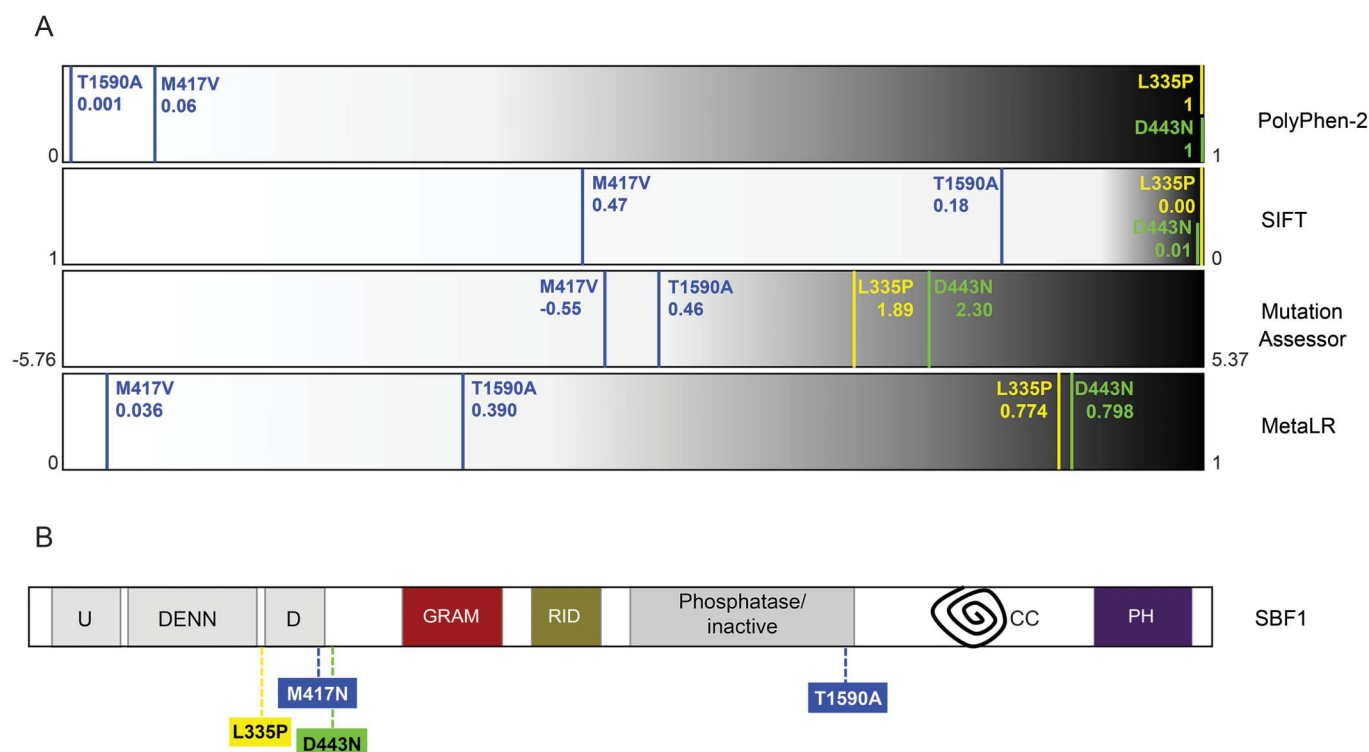 A
T1590A
0.001
M417V
0.06
L335P
1
D443N
1
0
1
PolyPhen-2
M417V
0.47
T1590A
0.18
L335P
0.00
D443N
0.01
1
0
SIFT
M417V
-0.55
T1590A
0.46
L335P
1.89
D443N
2.30
-5.76
5.37
Mutation
Assessor
M417V
0.036
T1590A
0.390
L335P
0.774
D443N
0.798
0
1
MetaLR
B
U
DENN
D
GRAM
RID
Phosphatase/
inactive
CC
PH
SBF1
M417N
T1590A
L335P
D443N